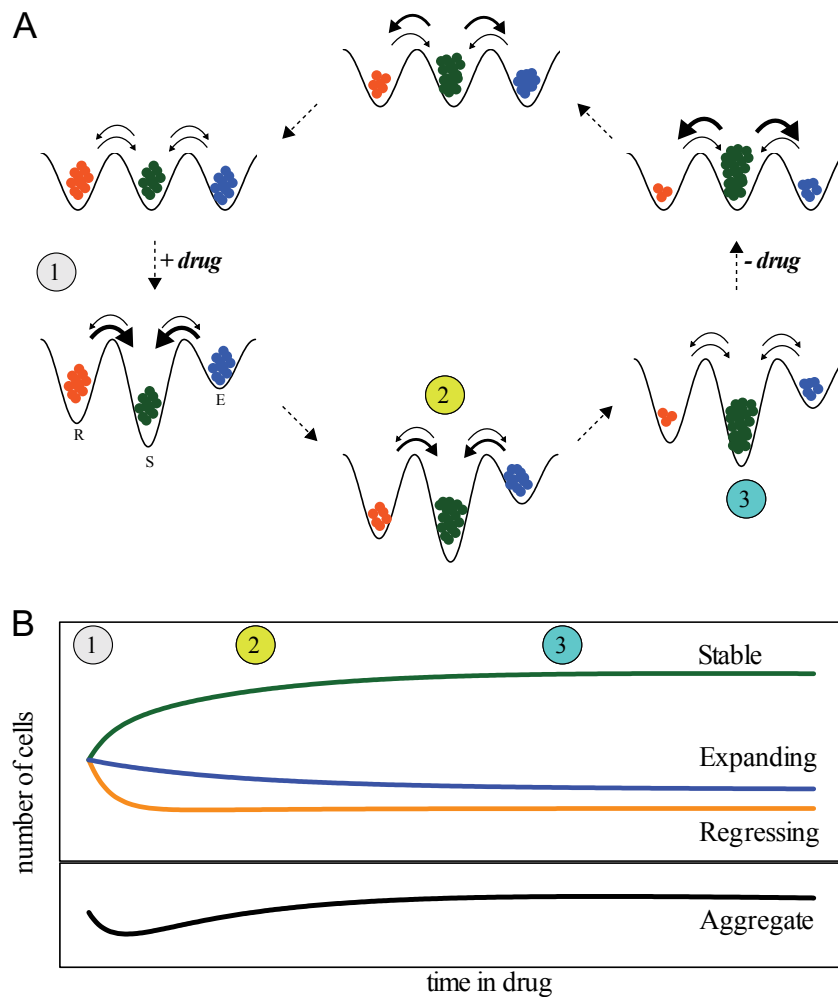 A
1
+ drug
- drug
R
S
E
2
3
B
1
2
3
Stable
Expanding
Regressing
number of cells
Aggregate
time in drug